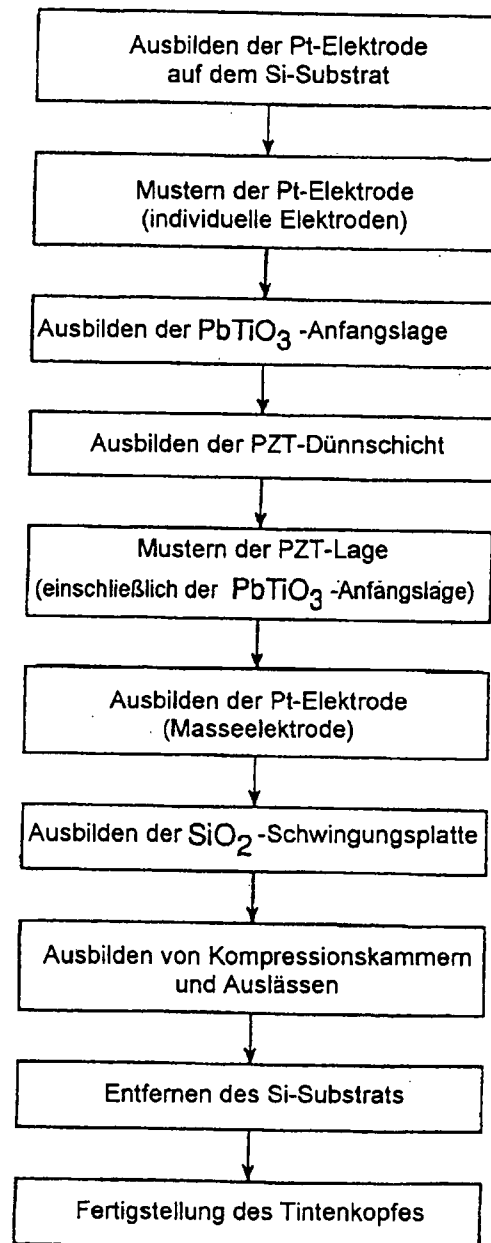 Ausbilden der Pt-Elektrode
auf dem Si-Substrat
Mustern der Pt-Elektrode
(individuelle Elektroden)
Ausbilden der PbTiO3 -Anfangslage
Ausbilden der PZT-Dünnschicht
Mustern der PZT-Lage
(einschließlich der PbTiO3 -Anfangslage)
Ausbilden der Pt-Elektrode
(Masseelektrode)
Ausbilden der SiO2 -Schwingungsplatte
Ausbilden von Kompressionskammern
und Auslässen
Entfernen des Si-Substrats
Fertigstellung des Tintenkopfes